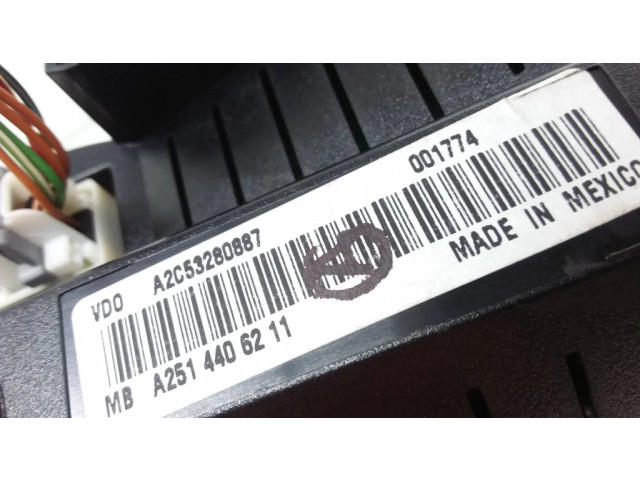 VDO A2C53280887 001774
MB A251 440 62 11 MADE IN MEXICO